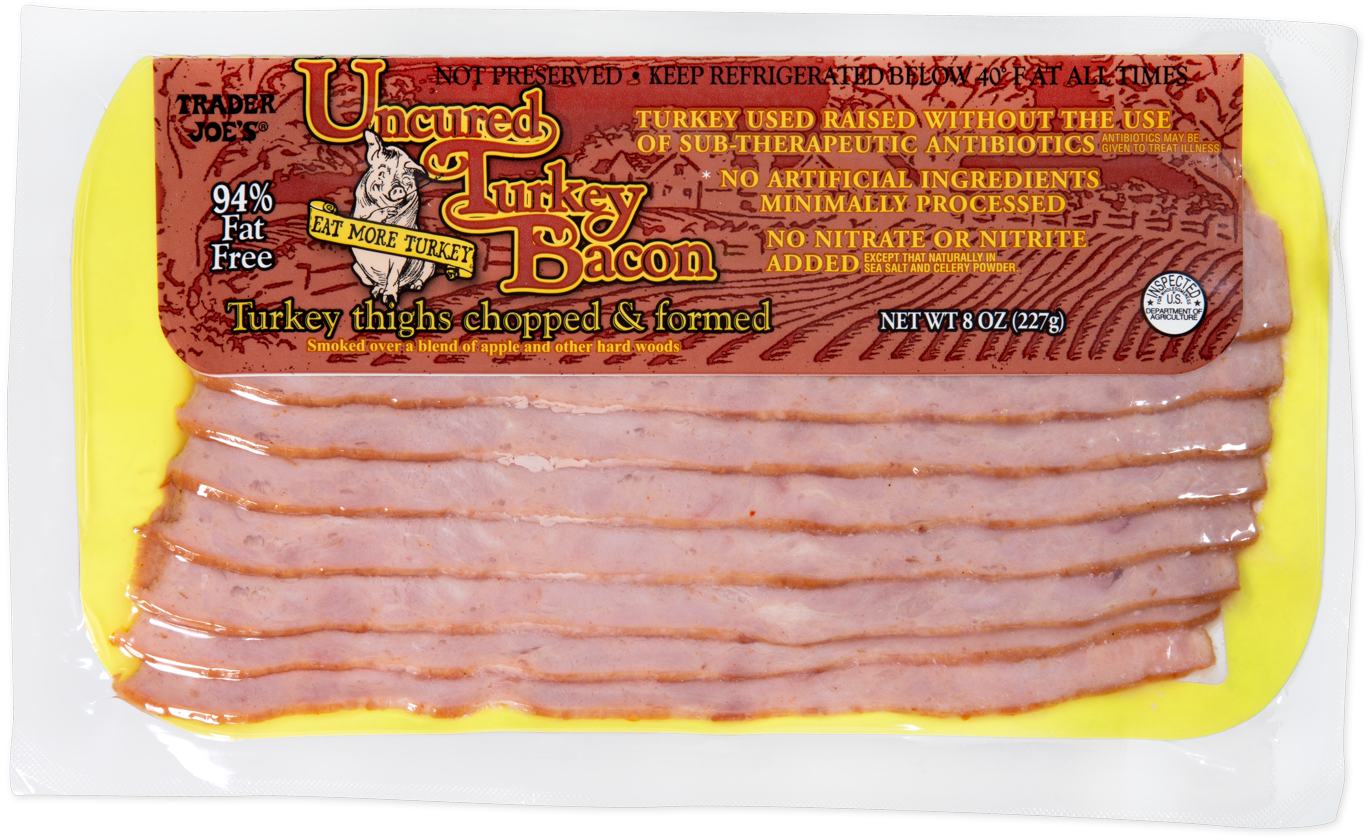 NOT PRESERVED • KEEP REFRIGERATED BELOW 40° F AT ALL TIMES
TRADER
JOE'S®
Uncured
Turkey
Bacon
94%
Fat
Free
EAT MORE TURKEY
Turkey thighs chopped & formed
Smoked over a blend of apple and other hard woods
TURKEY USED RAISED WITHOUT THE USE
OF SUB-THERAPEUTIC ANTIBIOTICS ANTIBIOTICS MAY BE
GIVEN TO TREAT ILLNESS
* NO ARTIFICIAL INGREDIENTS
MINIMALLY PROCESSED
NO NITRATE OR NITRITE
ADDED EXCEPT THAT NATURALLY IN
SEA SALT AND CELERY POWDER.
NET WT 8 OZ (227g)
INSPECTED
U.S.
DEPARTMENT OF
AGRICULTURE